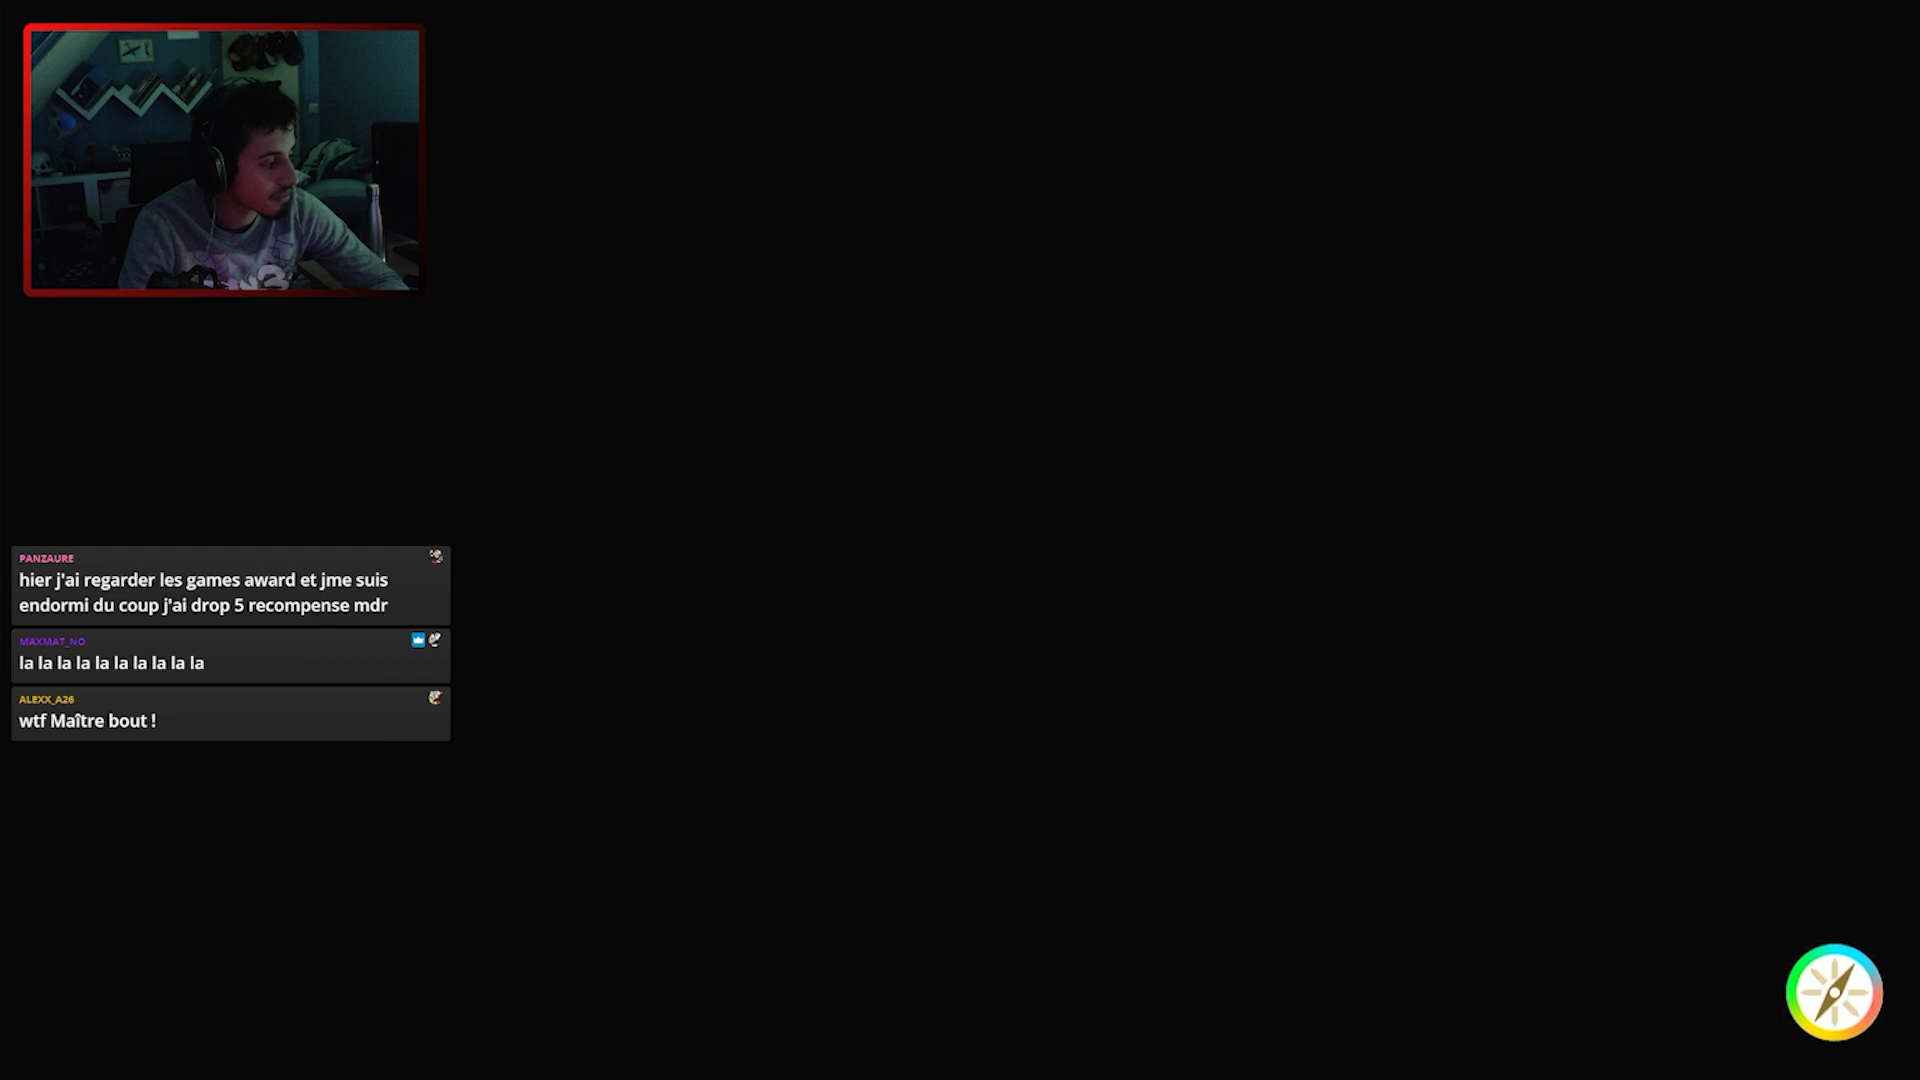 PANZAURE
hier j'ai regarder les games award et jme suis
endormi du coup j'ai drop 5 recompense mdr
MAXMAT_NO
la la la la la la la la la la
ALEXX_A26
wtf Maître bout !